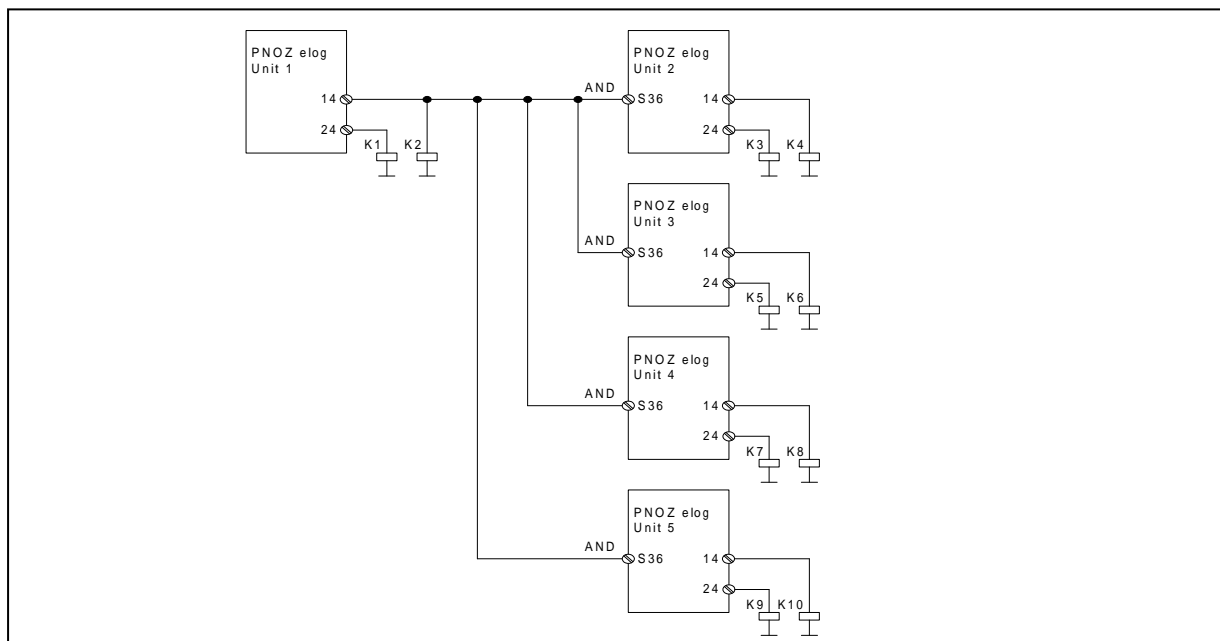 PNOZ elog
Unit 1
14
24
K1
K2
AND
PNOZ elog
Unit 2
S36
14
24
K3
K4
AND
PNOZ elog
Unit 3
S36
14
24
K5
K6
AND
PNOZ elog
Unit 4
S36
14
24
K7
K8
AND
PNOZ elog
Unit 5
S36
14
24
K9
K10